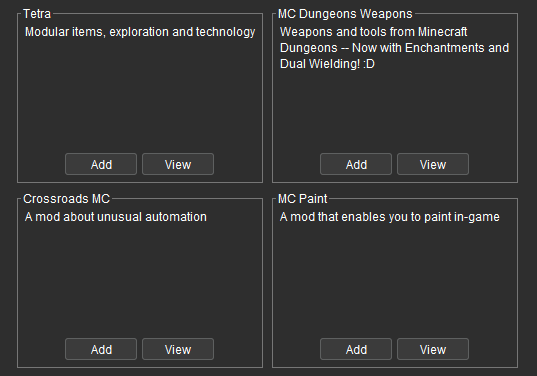 Tetra
Modular items, exploration and technology
Add
View
MC Dungeons Weapons
Weapons and tools from Minecraft
Dungeons -- Now with Enchantments and
Dual Wielding! :D
Add
View
Crossroads MC
A mod about unusual automation
Add
View
MC Paint
A mod that enables you to paint in-game
Add
View